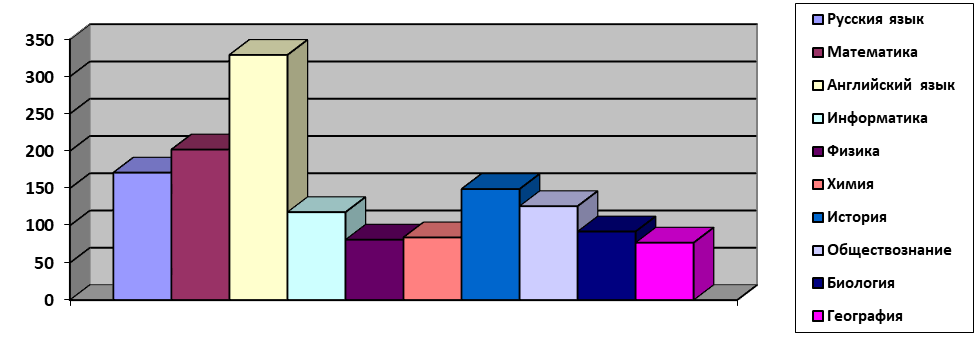 350
300
250
200
150
100
50
0
Русския язык
Математика
Английский язык
Информатика
Физика
Химия
История
Обществознание
Биология
География